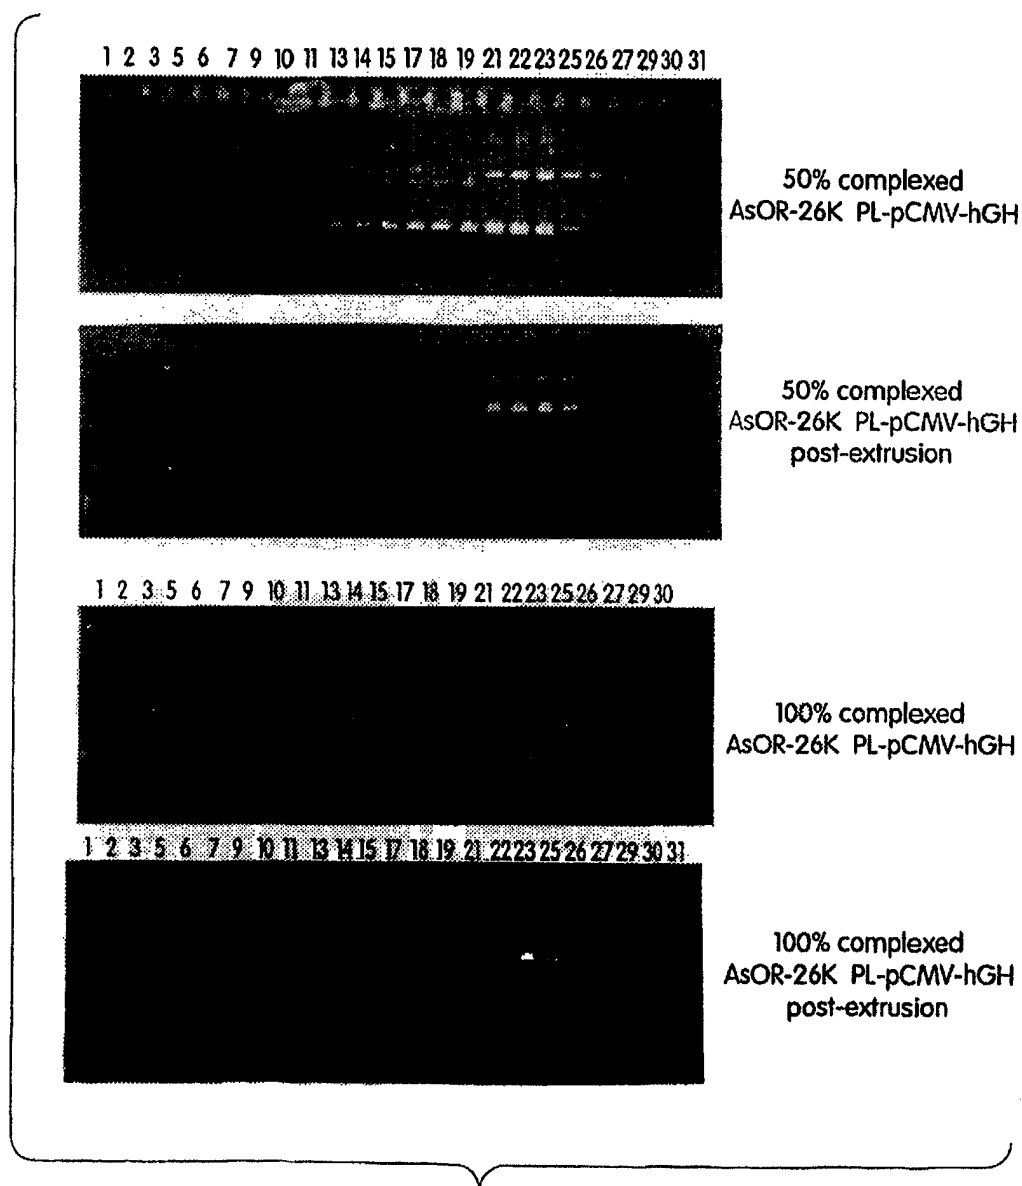 1 2 3 5 6 7 9 10 11 13 14 15 17 18 19 21 22 23 25 26 27 29 30 31
50% complexed
AsOR-26K PL-pCMV-hGH
50% complexed
AsOR-26K PL-pCMV-hGH
post-extrusion
1 2 3 5 6 7 9 10 11 13 14 15 17 18 19 21 22 23 25 26 27 29 30
100% complexed
AsOR-26K PL-pCMV-hGH
1 2 3 5 6 7 9 10 11 13 14 15 17 18 19 21 22 23 25 26 27 29 30 31
100% complexed
AsOR-26K PL-pCMV-hGH
post-extrusion